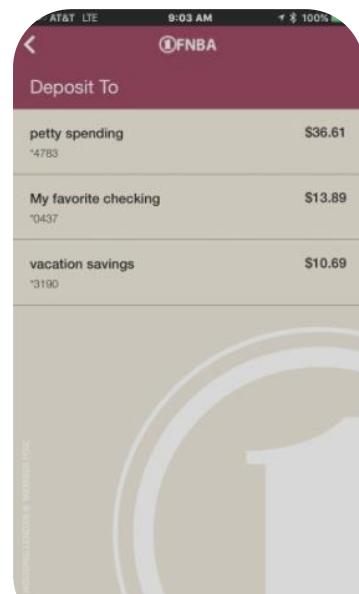 AT&T LTE 9:03 AM 100%
FNBA
Deposit To
petty spending $36.61
*4783
My favorite checking $13.89
*0437
vacation savings $10.69
*3190
1